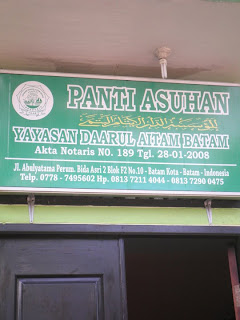 PANTI ASUHAN
YAYASAN DAARUL AITAM BATAM
Akta Notaris NO. 189 Tgl. 28-01-2008
Jl. Abulyatama Perum. Bida Asri 2 Blok F2 No.10 - Batam Kota - Batam - Indonesia
Telp. 0778 - 7495602 Hp. 0813 7211 4044 - 0813 7290 0475